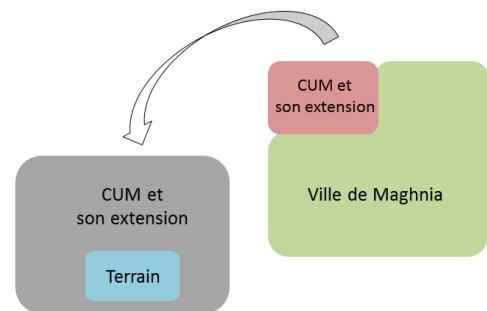 CUM et
son extension
Ville de Maghnia
CUM et
son extension
Terrain